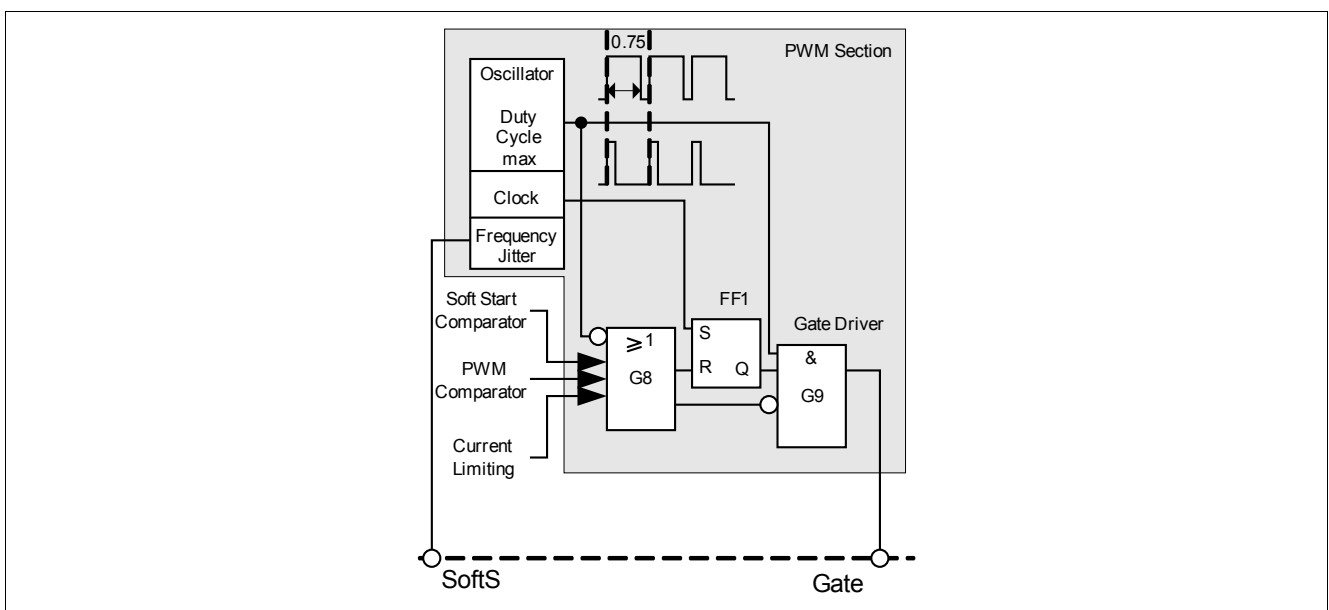 0.75
PWM Section
Oscillator
Duty
Cycle
max
Clock
Frequency
Jitter
Soft Start
Comparator
PWM
Comparator
Current
Limiting
≥1
G8
FF1
S
R Q
Gate Driver
&
G9
SoftS
Gate